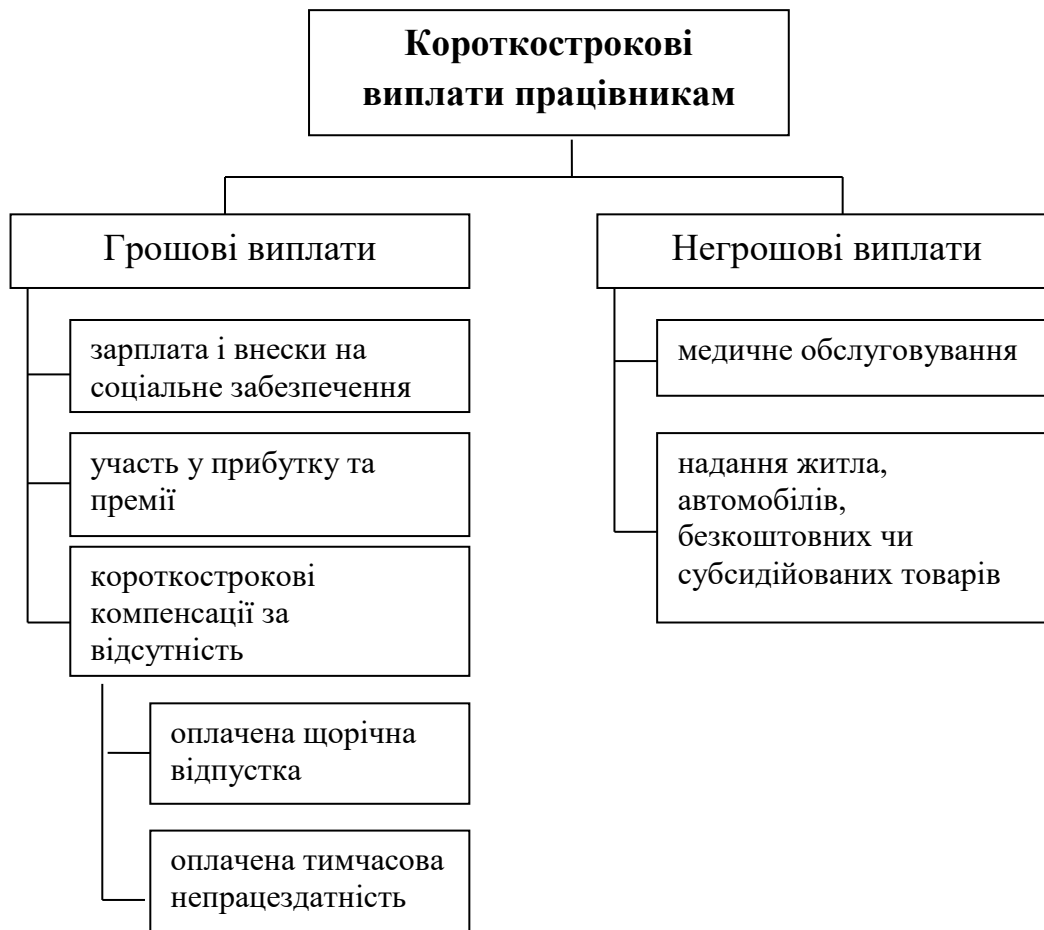 Короткострокові
виплати працівникам
Грошові виплати
зарплата і внески на
соціальне забезпечення
участь у прибутку та
премії
короткострокові
компенсації за
відсутність
оплачена щорічна
відпустка
оплачена тимчасова
непрацездатність
Негрошові виплати
медичне обслуговування
надання житла,
автомобілів,
безкоштовних чи
субсидійованих товарів